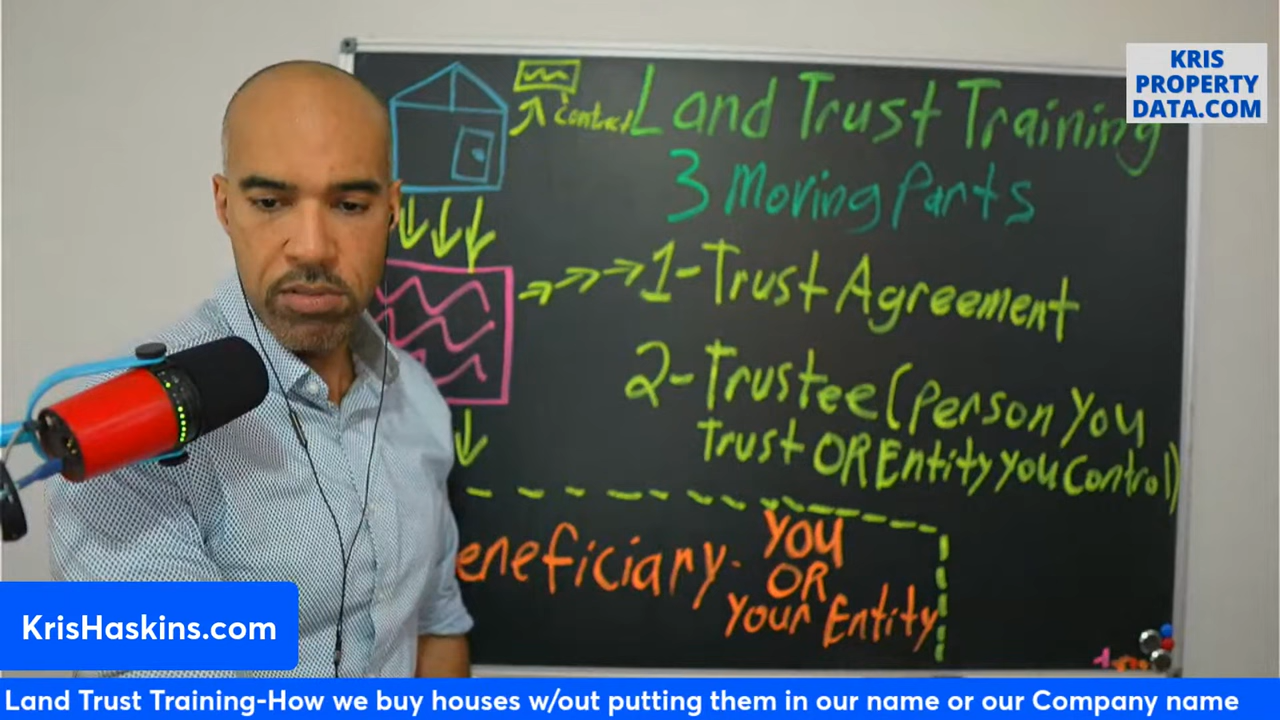 KRIS
PROPERTY
DATA.COM
Contract
Land Trust Training
3 Moving Parts
1-Trust Agreement
2-Trustee (Person You
Trust OR Entity you Control)
eneficiary-
You
OR
Your Entity
KrisHaskins.com
Land Trust Training-How we buy houses w/out putting them in our name or our Company name